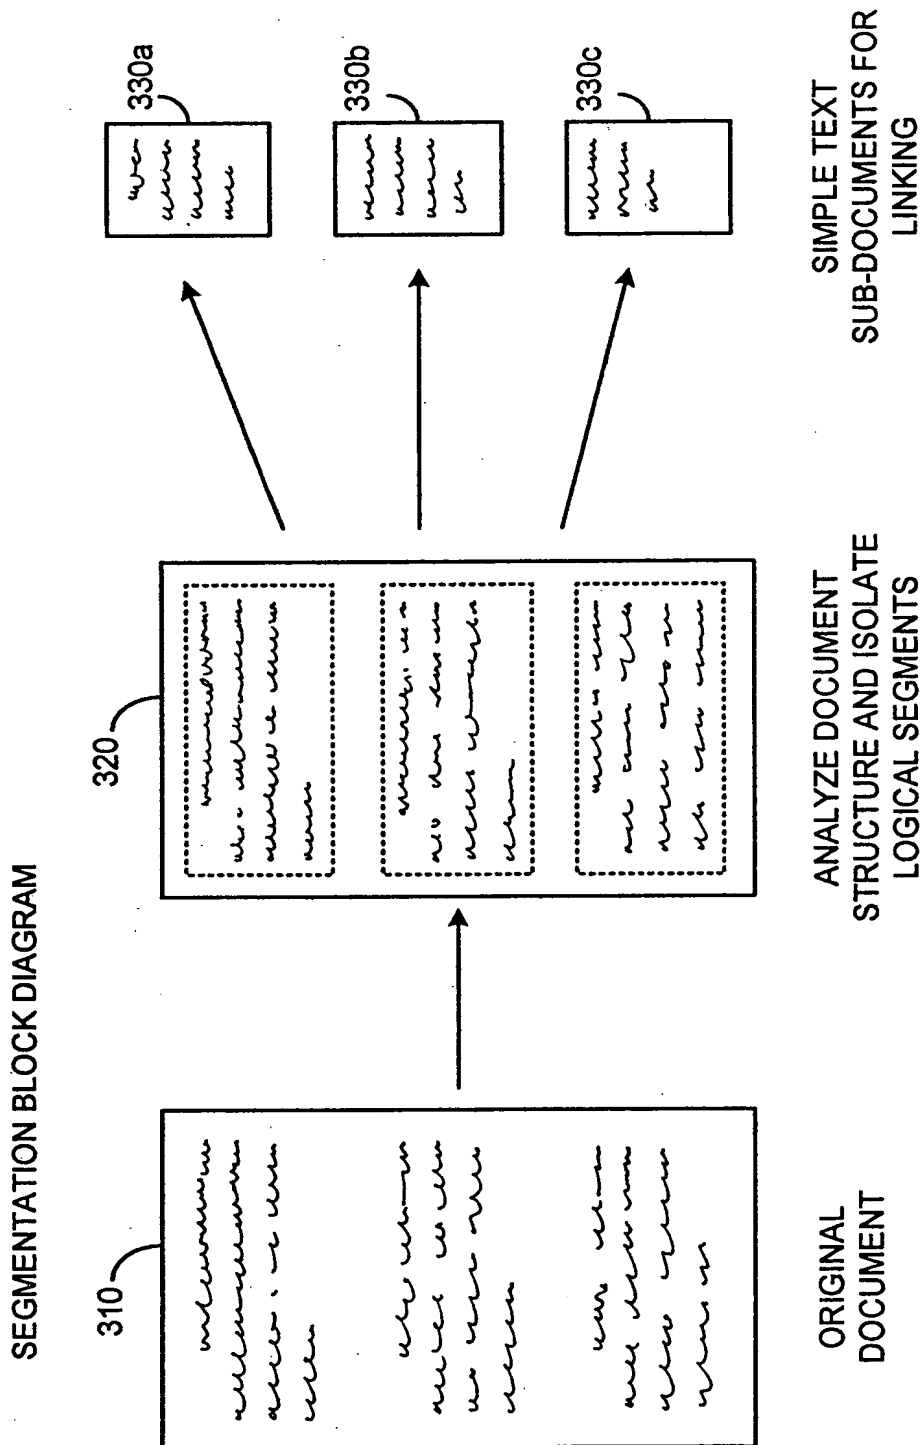 SEGMENTATION BLOCK DIAGRAM
310
320
330a
330b
330c
ORIGINAL
DOCUMENT
ANALYZE DOCUMENT
STRUCTURE AND ISOLATE
LOGICAL SEGMENTS
SIMPLE TEXT
SUB-DOCUMENTS FOR
LINKING